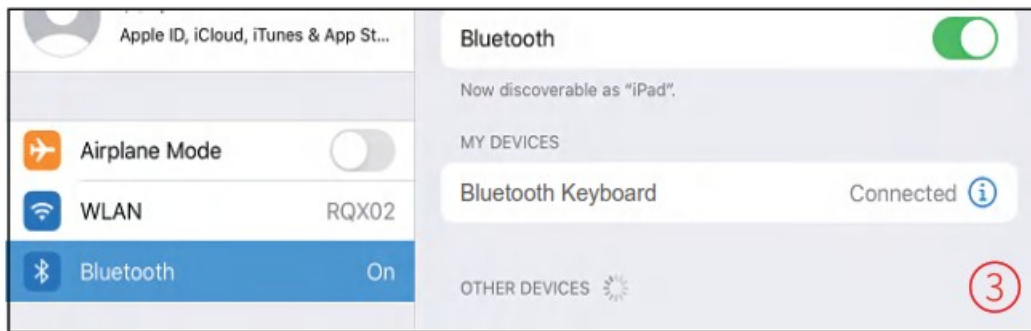 Apple ID, iCloud, iTunes & App St...
Airplane Mode
WLAN RQX02
Bluetooth On
Bluetooth
Now discoverable as “iPad”.
MY DEVICES
Bluetooth Keyboard Connected
OTHER DEVICES
3